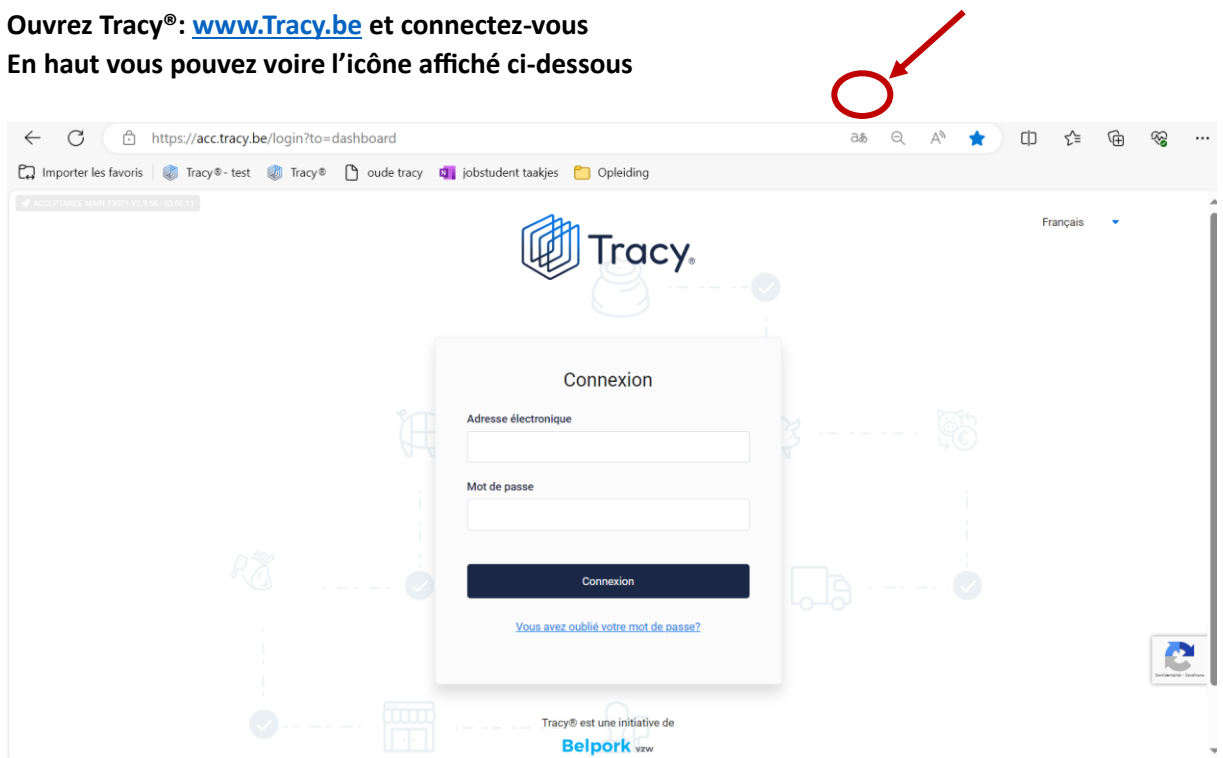 Ouvrez Tracy®: www.Tracy.be et connectez-vous
En haut vous pouvez voire l’icône affiché ci-dessous
https://acc.tracy.be/login?to=dashboard
Importer les favoris Tracy® - test Tracy® oude tracy jobstudent taakjes Opleiding
Français
Tracy®
Connexion
Adresse électronique
Mot de passe
Connexion
Vous avez oublié votre mot de passe?
Confidentialité - Conditions
Tracy® est une initiative de
Belpork vzw